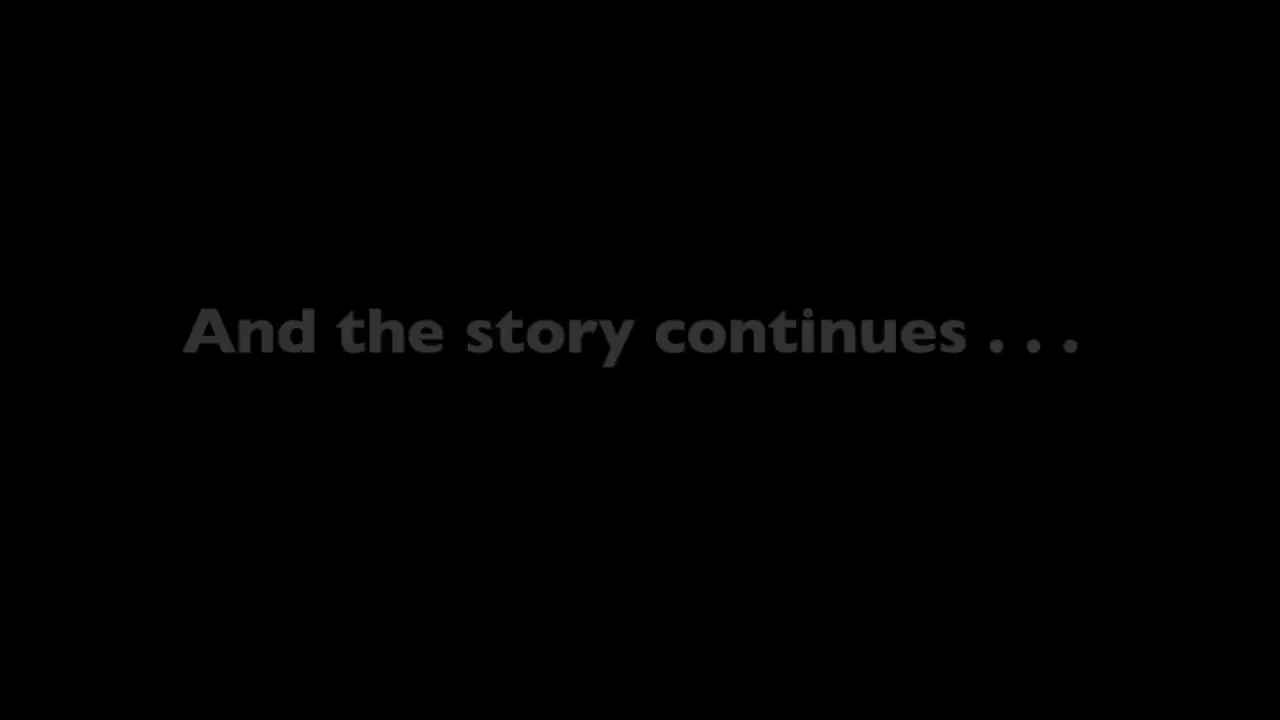 And the story continues . . .